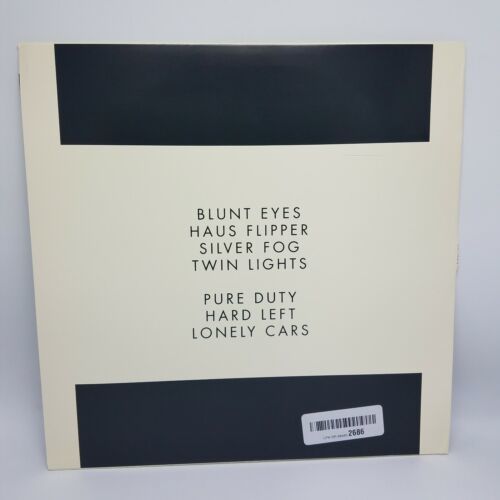 BLUNT EYES
HAUS FLIPPER
SILVER FOG
TWIN LIGHTS
PURE DUTY
HARD LEFT
LONELY CARS
2686